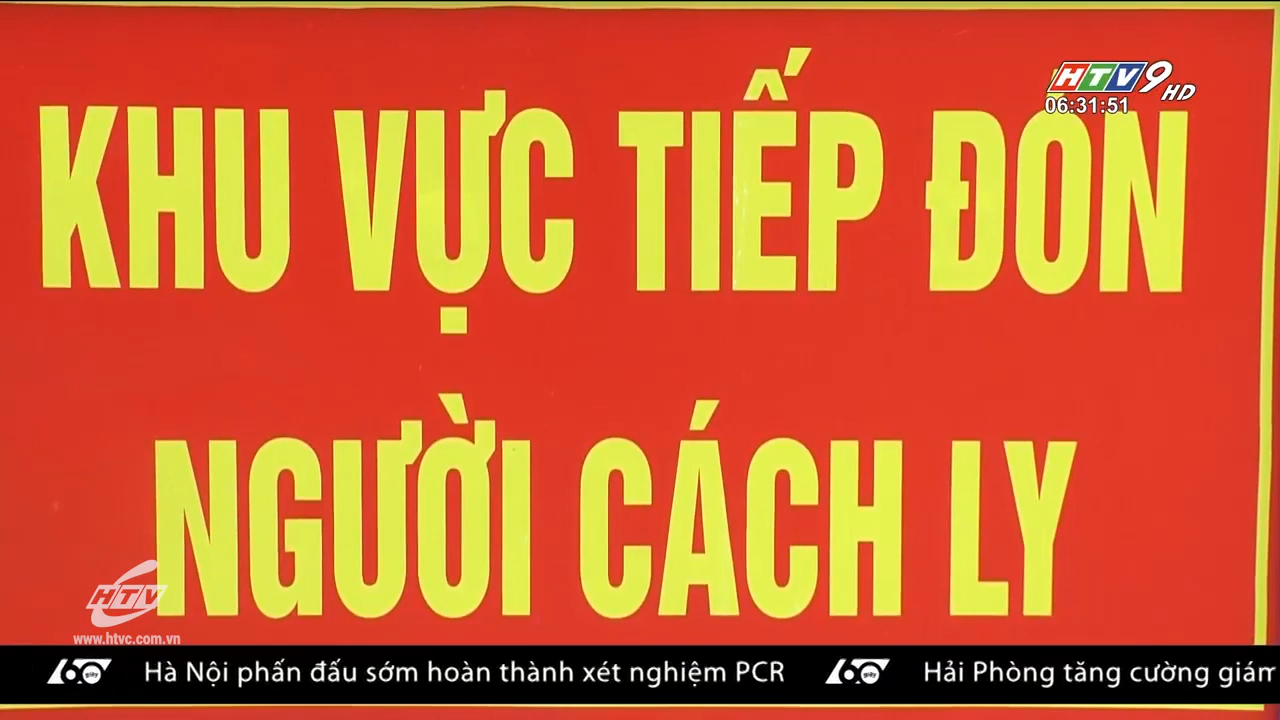 HTV9 HD
06:31:51
KHU VỰC TIẾP ĐÓN
NGƯỜI CÁCH LY
HTV
www.htvc.com.vn
60 giây Hà Nội phấn đấu sớm hoàn thành xét nghiệm PCR 60 giây Hải Phòng tăng cường giám